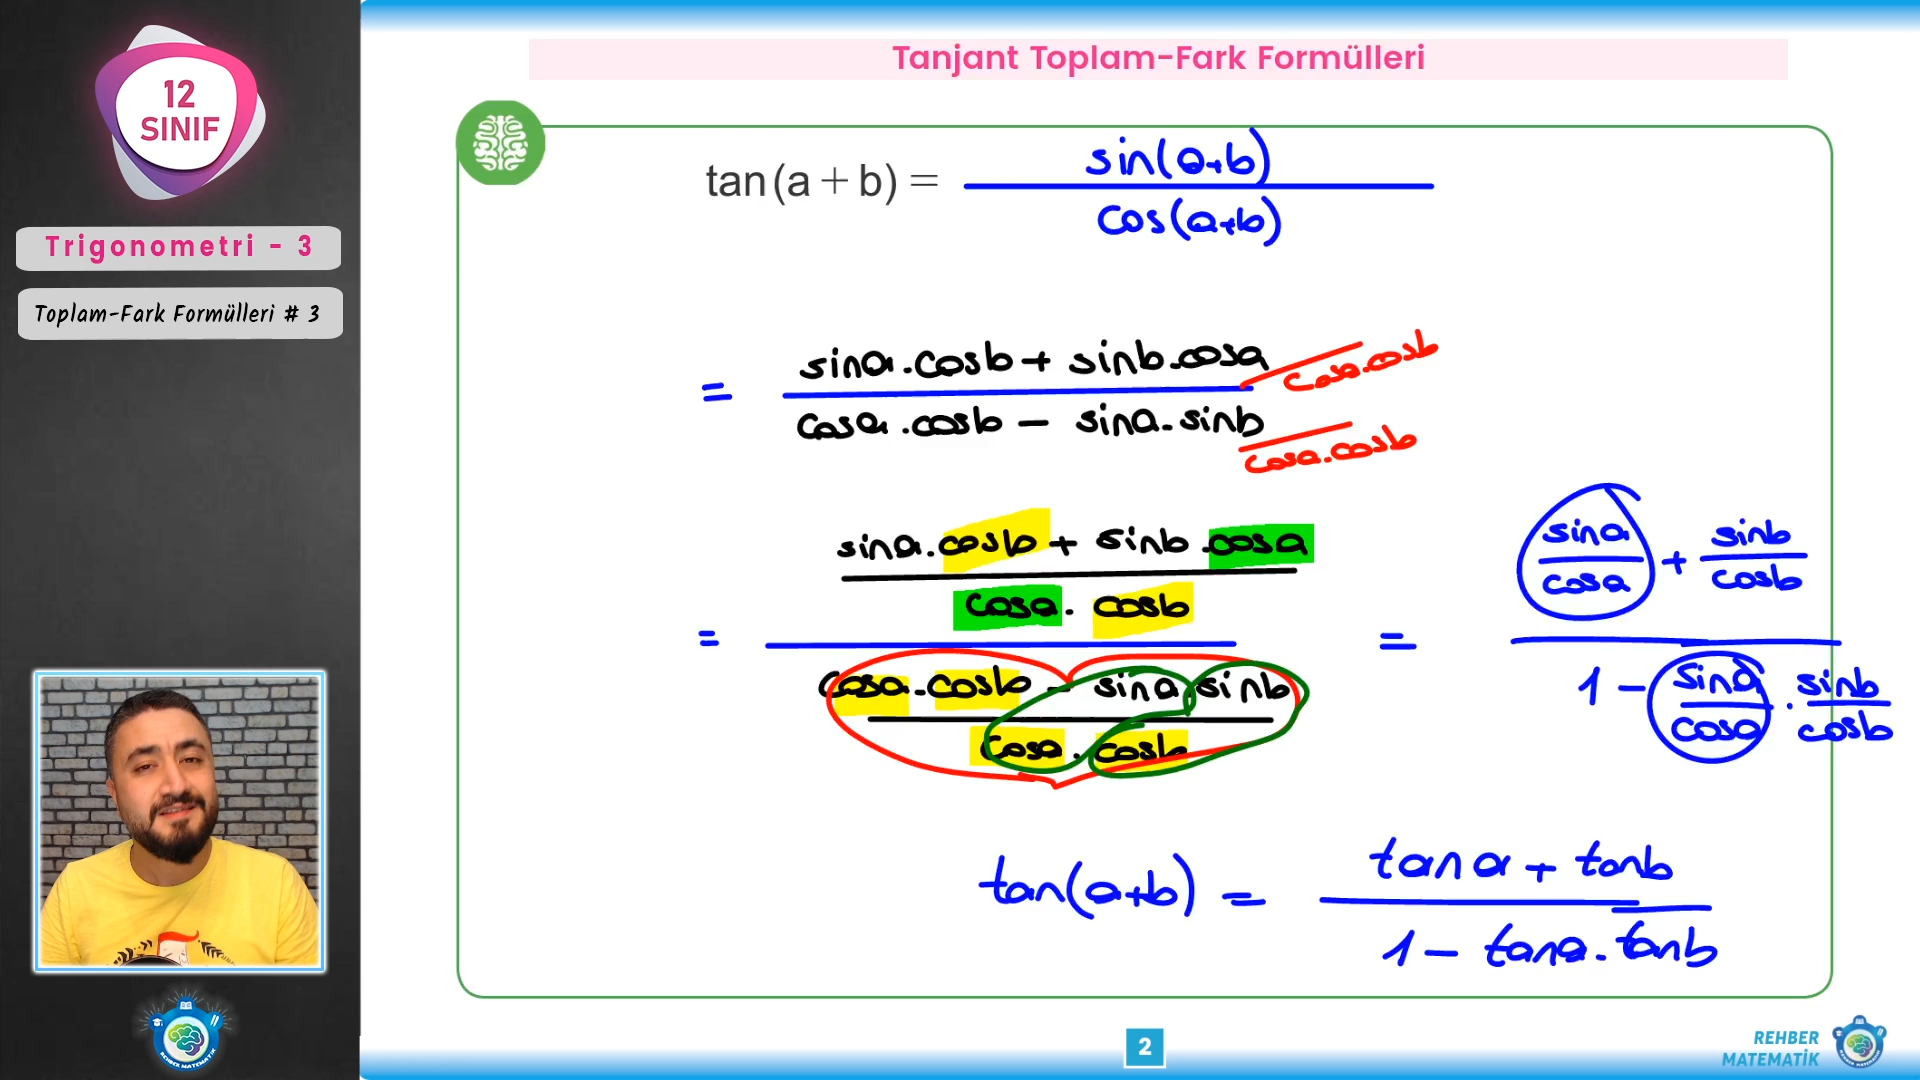 12
SINIF
Trigonometri - 3
Toplam-Fark Formülleri # 3
Tanjant Toplam-Fark Formülleri
tan(a + b) =
sin(a+b)
cos(a+b)
=
sina.cosb + sinb.cosa
cosa.cosb
cosa.cosb - sina.sinb
cosa.cosb
=
sina.cosb + sinb.cosa
cosa.cosb
cosa.cosb - sina.sinb
cosa.cosb
=
sina + sinb
cosa cosb
1 - sina . sinb
cosa cosb
tan(a+b) =
tana + tanb
1 - tana.tanb
2
REHBER
MATEMATİK
REHBER MATEMATİK